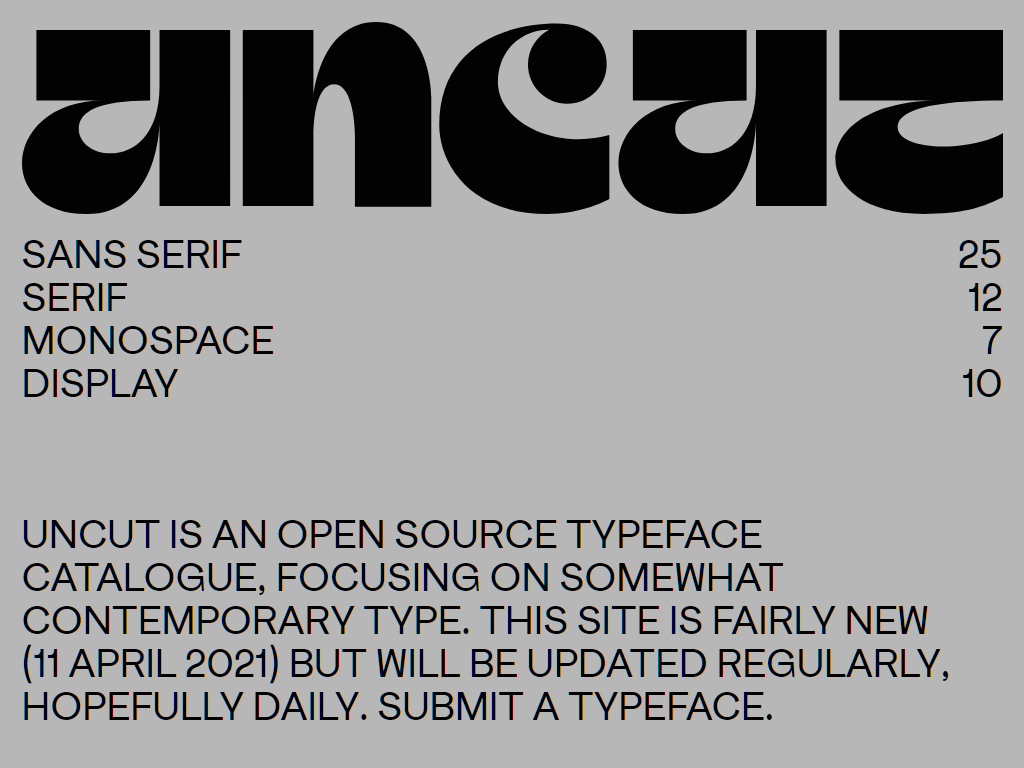 uncut
SANS SERIF 25
SERIF 12
MONOSPACE 7
DISPLAY 10
UNCUT IS AN OPEN SOURCE TYPEFACE
CATALOGUE, FOCUSING ON SOMEWHAT
CONTEMPORARY TYPE. THIS SITE IS FAIRLY NEW
(11 APRIL 2021) BUT WILL BE UPDATED REGULARLY,
HOPEFULLY DAILY. SUBMIT A TYPEFACE.